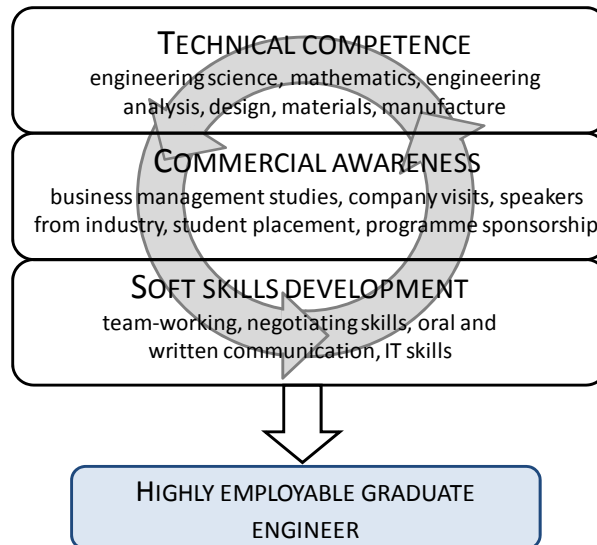 TECHNICAL COMPETENCE
engineering science, mathematics, engineering
analysis, design, materials, manufacture
COMMERCIAL AWARENESS
business management studies, company visits, speakers
from industry, student placement, programme sponsorship
SOFT SKILLS DEVELOPMENT
team-working, negotiating skills, oral and
written communication, IT skills
HIGHLY EMPLOYABLE GRADUATE
ENGINEER